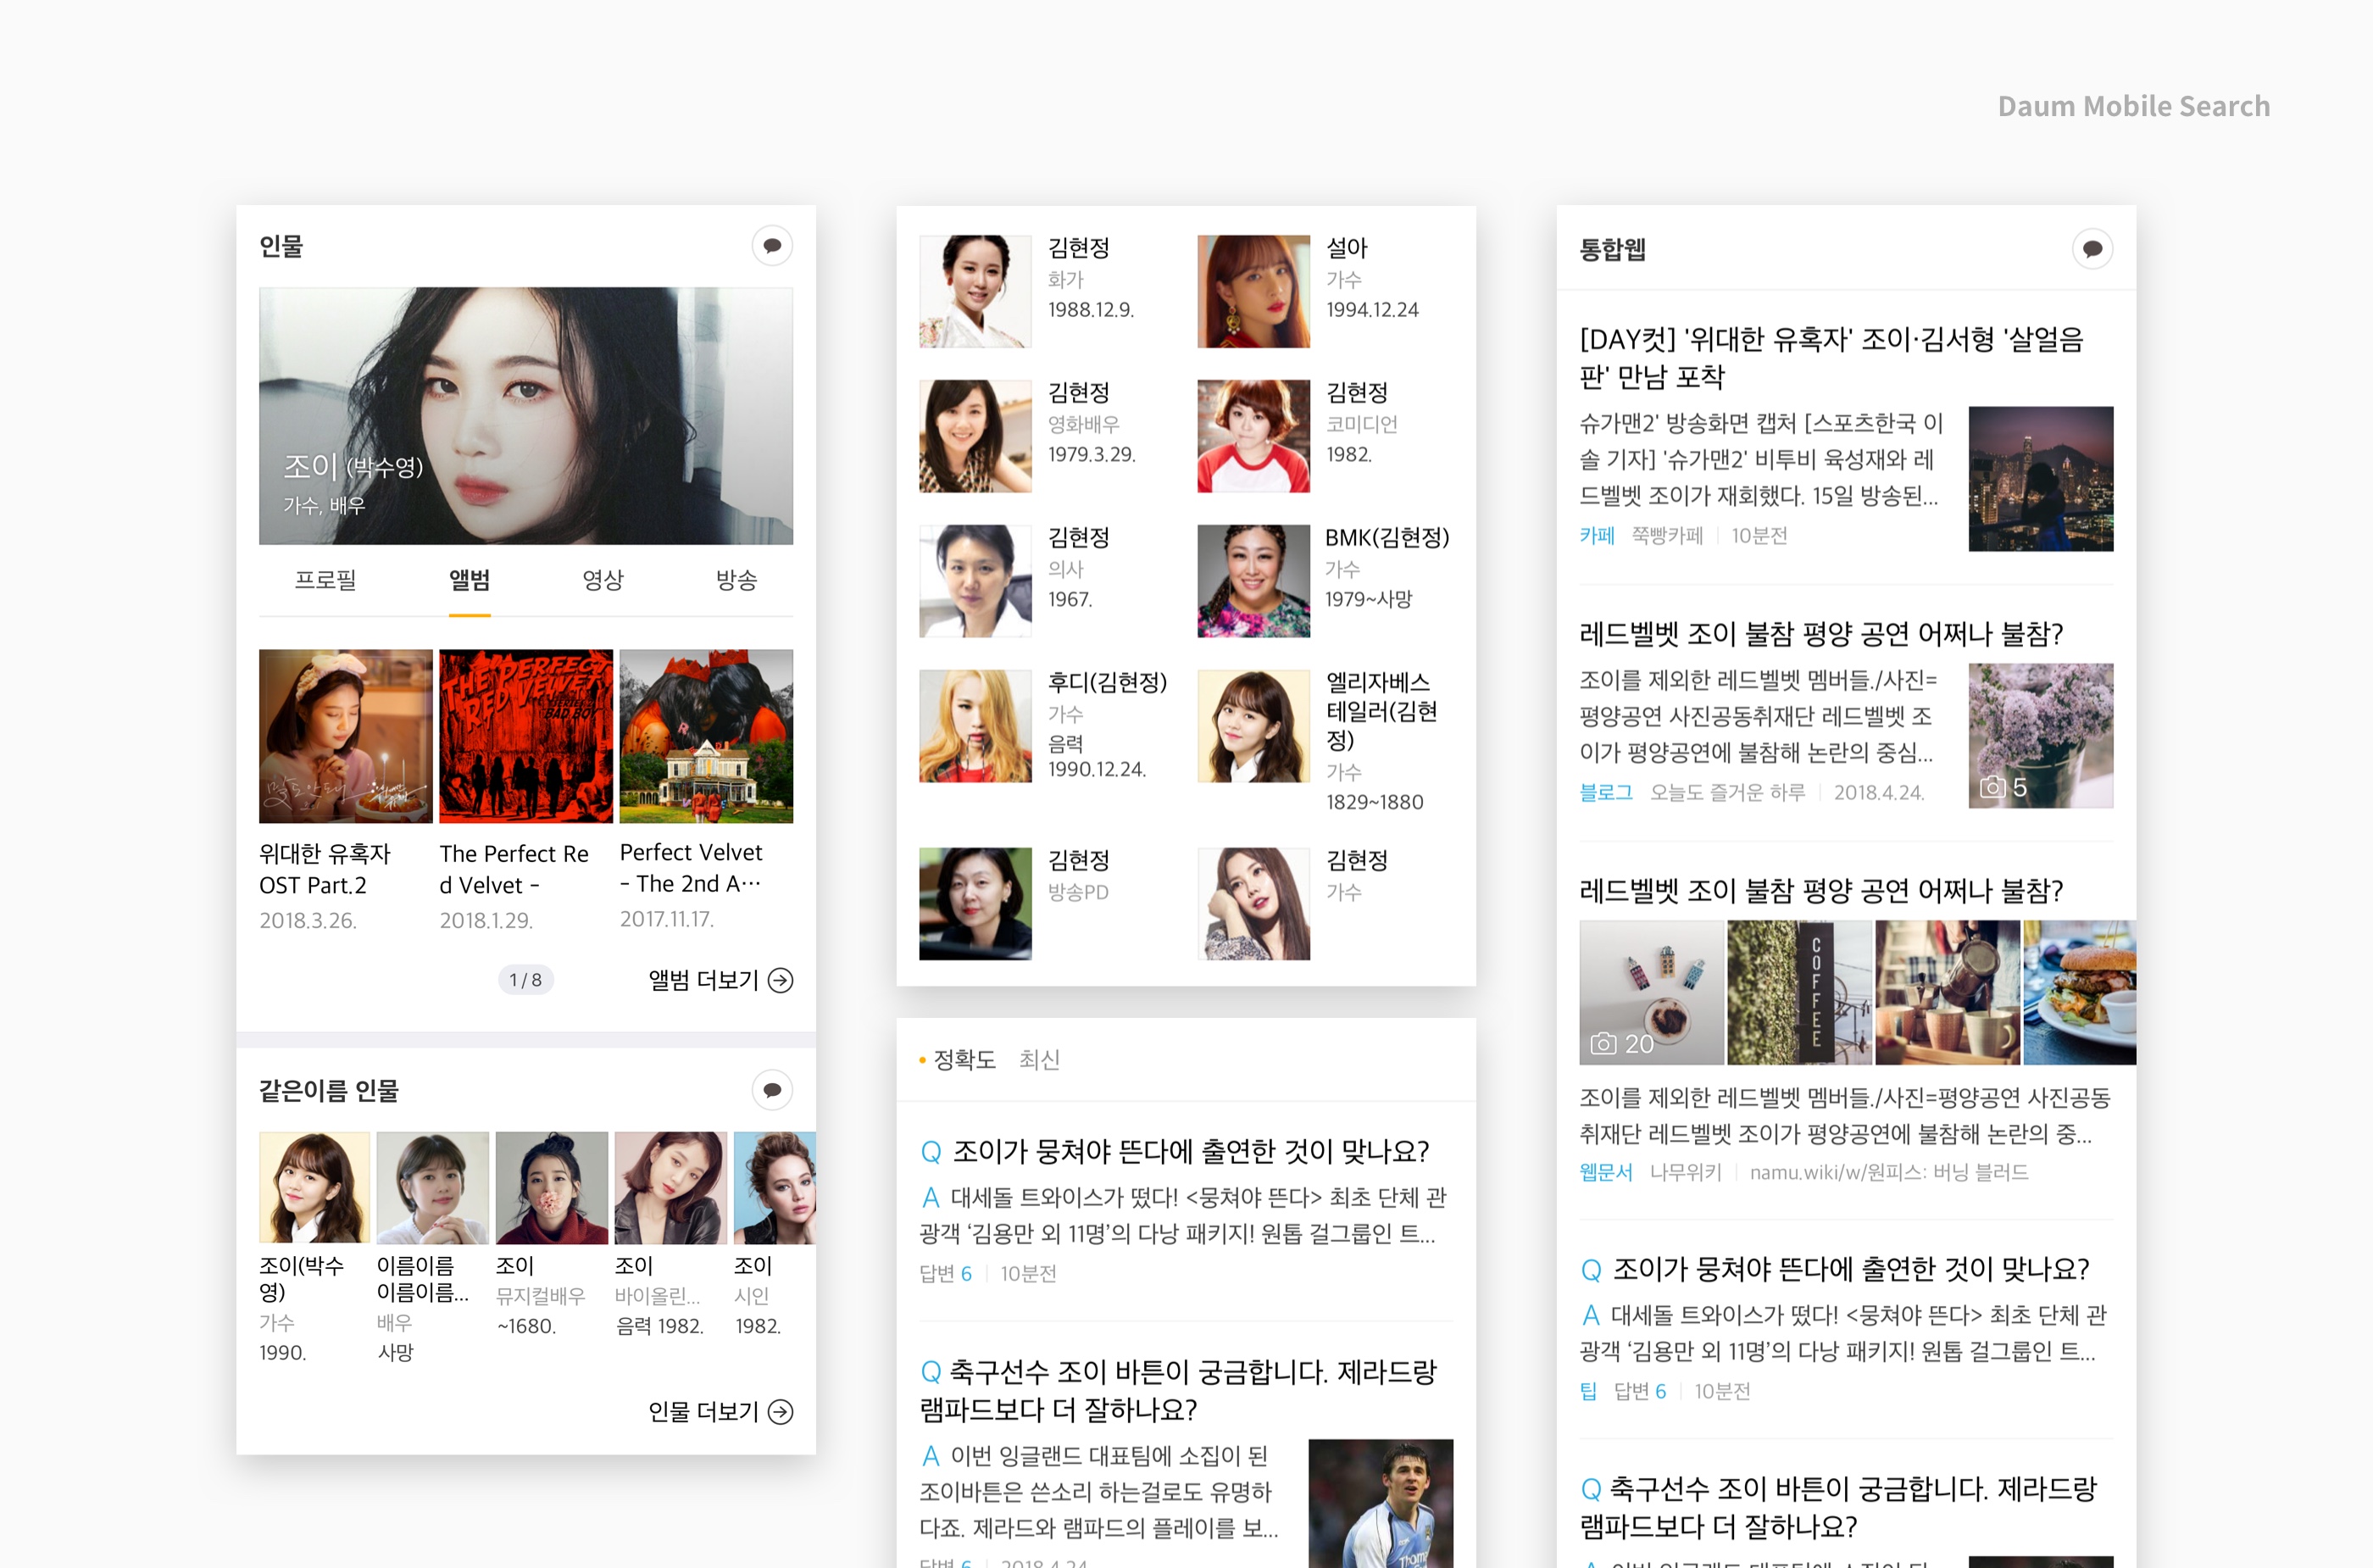 Daum Mobile Search
인물
조이 (박수영)
가수, 배우
프로필 앨범 영상 방송
THE PERFECT
RED VELVET
BAD BOY
위대한 유혹자
OST Part.2
2018.3.26.
The Perfect Re
d Velvet -
2018.1.29.
Perfect Velvet
- The 2nd A⋯
2017.11.17.
1 / 8
앨범 더보기
같은이름 인물
조이(박수
영)
가수
1990.
이름이름
이름이름...
배우
사망
조이
뮤지컬배우
~1680.
조이
바이올린...
음력 1982.
조이
시인
1982.
인물 더보기
김현정
화가
1988.12.9.
설아
가수
1994.12.24
김현정
영화배우
1979.3.29.
김현정
코미디언
1982.
김현정
의사
1967.
BMK(김현정)
가수
1979~사망
후디(김현정)
가수
음력
1990.12.24.
엘리자베스
테일러(김현
정)
가수
1829~1880
김현정
방송PD
김현정
가수
정확도 최신
Q 조이가 뭉쳐야 뜬다에 출연한 것이 맞나요?
A 대세돌 트와이스가 떴다! <뭉쳐야 뜬다> 최초 단체 관
광객 ‘김용만 외 11명’의 다낭 패키지! 원톱 걸그룹인 트...
답변 6 10분전
Q 축구선수 조이 바튼이 궁금합니다. 제라드랑
램파드보다 더 잘하나요?
A 이번 잉글랜드 대표팀에 소집이 된
조이바튼은 쓴소리 하는걸로도 유명하
다죠. 제라드와 램파드의 플레이를 보...
답변 6 2018.4.24
통합웹
[DAY컷] '위대한 유혹자' 조이·김서형 '살얼음
판' 만남 포착
슈가맨2' 방송화면 캡처 [스포츠한국 이
솔 기자] '슈가맨2' 비투비 육성재와 레
드벨벳 조이가 재회했다. 15일 방송된...
카페 쭉빵카페 10분전
레드벨벳 조이 불참 평양 공연 어쩌나 불참?
조이를 제외한 레드벨벳 멤버들./사진=
평양공연 사진공동취재단 레드벨벳 조
이가 평양공연에 불참해 논란의 중심...
블로그 오늘도 즐거운 하루 2018.4.24.
5
레드벨벳 조이 불참 평양 공연 어쩌나 불참?
20
COFFEE
조이를 제외한 레드벨벳 멤버들./사진=평양공연 사진공동
취재단 레드벨벳 조이가 평양공연에 불참해 논란의 중...
웹문서 나무위키 namu.wiki/w/원피스: 버닝 블러드
Q 조이가 뭉쳐야 뜬다에 출연한 것이 맞나요?
A 대세돌 트와이스가 떴다! <뭉쳐야 뜬다> 최초 단체 관
광객 ‘김용만 외 11명’의 다낭 패키지! 원톱 걸그룹인 트...
팁 답변 6 10분전
Q 축구선수 조이 바튼이 궁금합니다. 제라드랑
램파드보다 더 잘하나요?